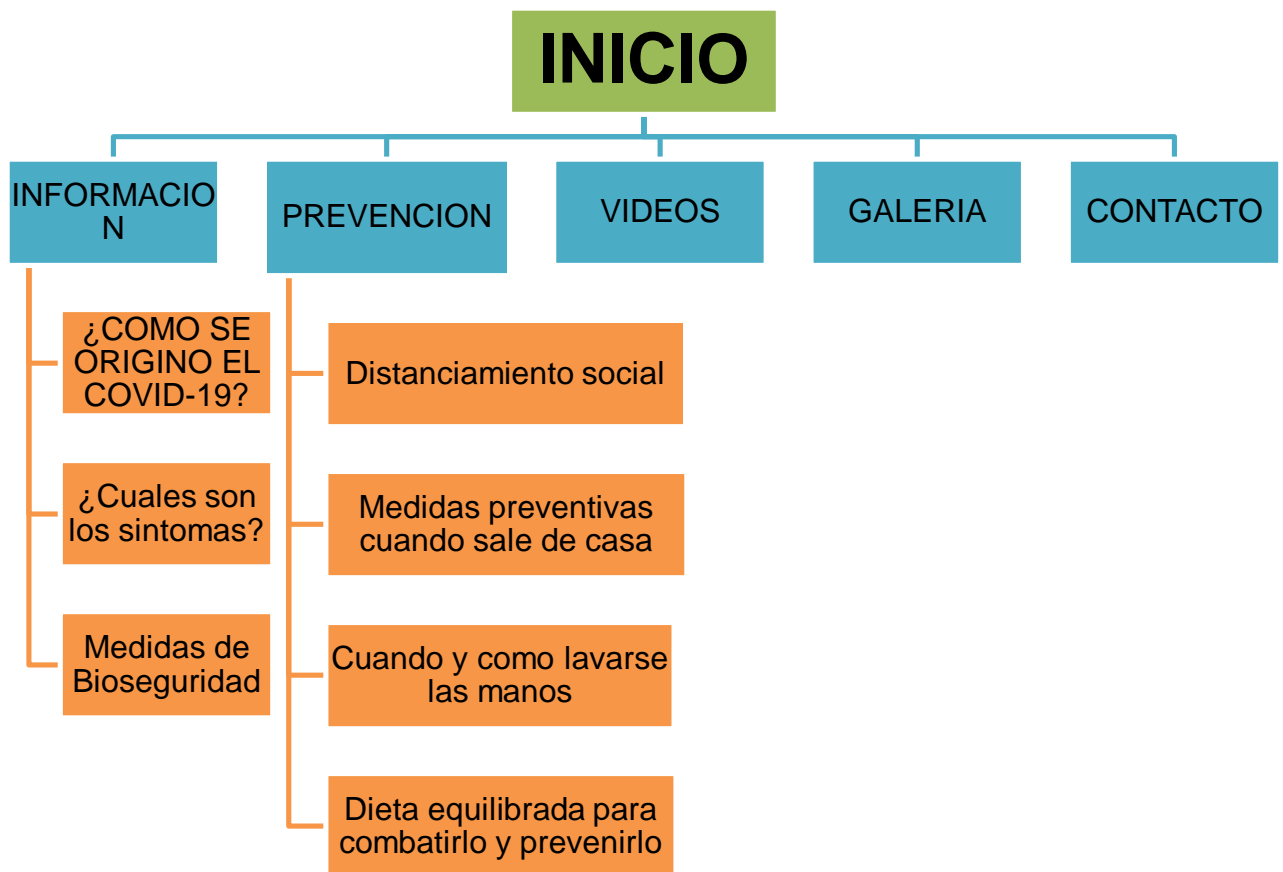 INICIO
INFORMACIO
N
PREVENCION
VIDEOS
GALERIA
CONTACTO
¿COMO SE
ORIGINO EL
COVID-19?
¿Cuales son
los sintomas?
Medidas de
Bioseguridad
Distanciamiento social
Medidas preventivas
cuando sale de casa
Cuando y como lavarse
las manos
Dieta equilibrada para
combatirlo y prevenirlo